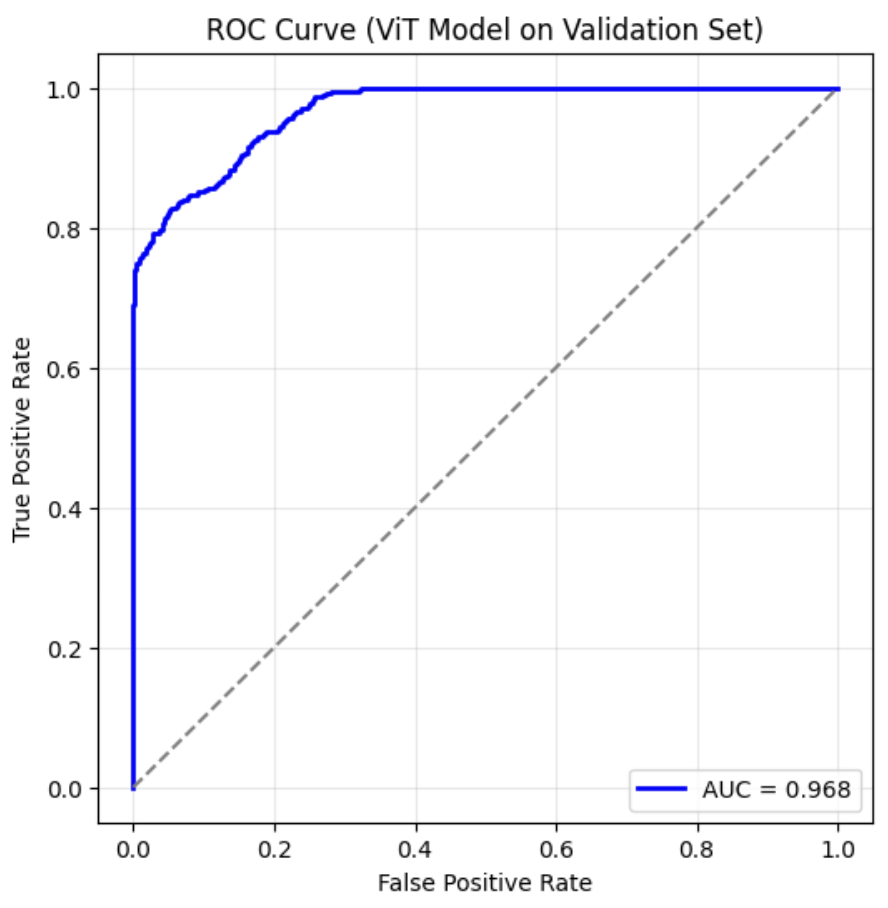 ROC Curve (ViT Model on Validation Set)
True Positive Rate
1.0
0.8
0.6
0.4
0.2
0.0
AUC = 0.968
0.0 0.2 0.4 0.6 0.8 1.0
False Positive Rate